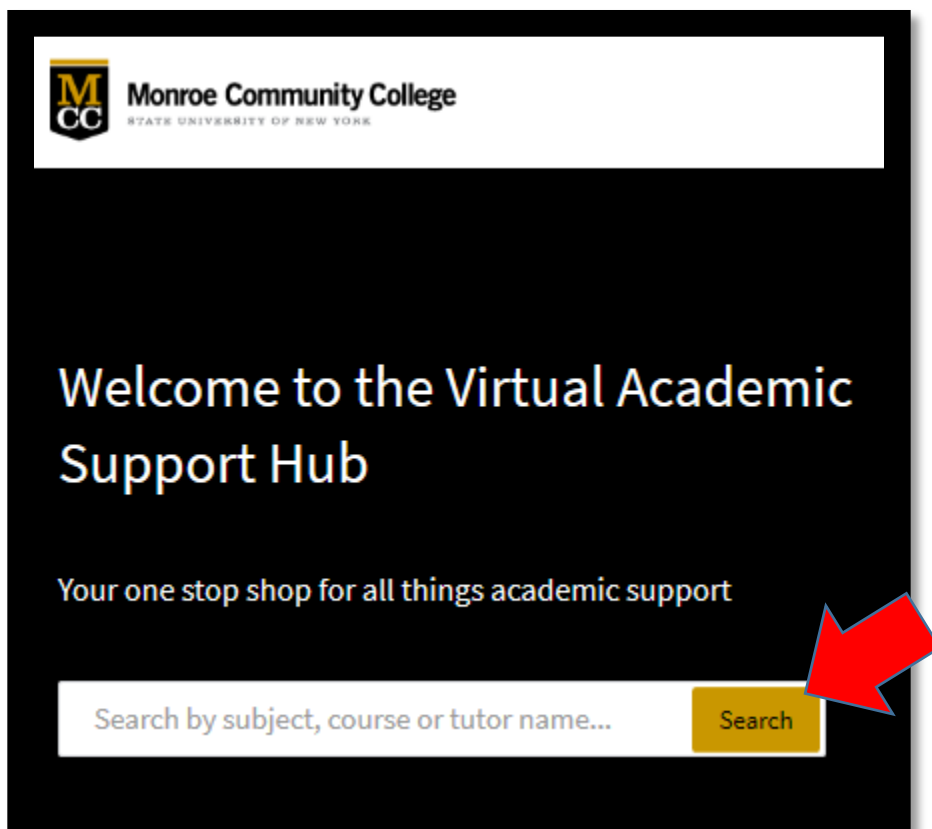 M
CC
Monroe Community College
STATE UNIVERSITY OF NEW YORK
Welcome to the Virtual Academic
Support Hub
Your one stop shop for all things academic support
Search by subject, course or tutor name... Search